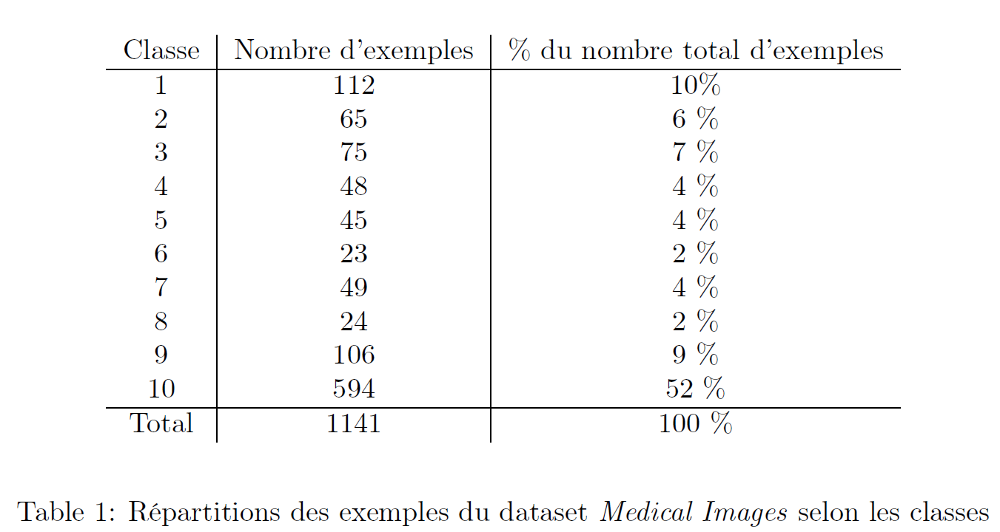 Classe Nombre d'exemples % du nombre total d'exemples
1 112 10%
2 65 6 %
3 75 7 %
4 48 4 %
5 45 4 %
6 23 2 %
7 49 4 %
8 24 2 %
9 106 9 %
10 594 52 %
Total 1141 100 %
Table 1: Répartitions des exemples du dataset Medical Images selon les classes